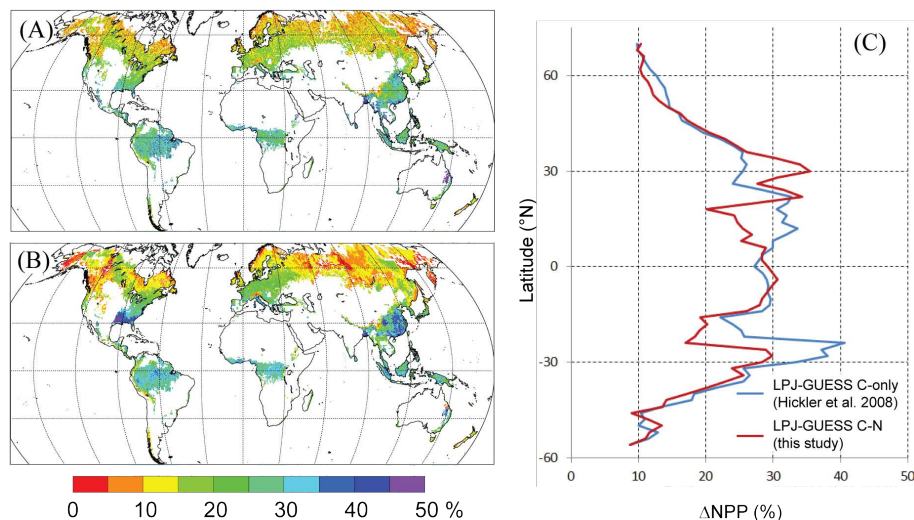 (A)
(B)
0 10 20 30 40 50 %
(C)
Latitude (°N)
60
30
0
-30
-60
LPJ-GUESS C-only
(Hickler et al. 2008)
LPJ-GUESS C-N
(this study)
0 10 20 30 40 50
ΔNPP (%)